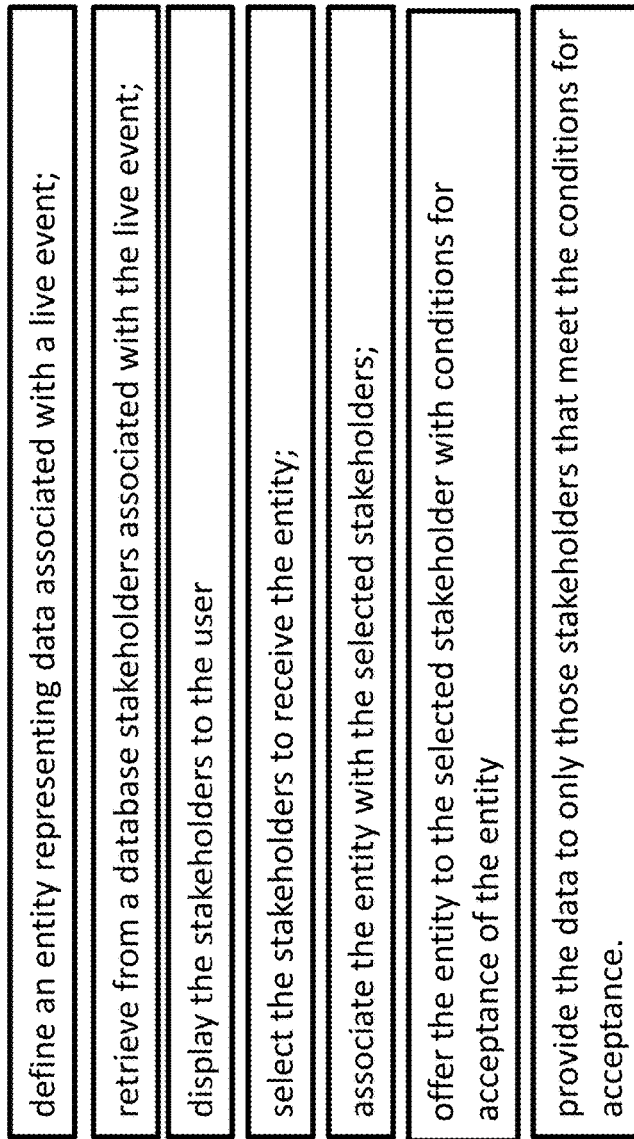 define an entity representing data associated with a live event;
retrieve from a database stakeholders associated with the live event;
display the stakeholders to the user
select the stakeholders to receive the entity;
associate the entity with the selected stakeholders;
offer the entity to the selected stakeholder with conditions for
acceptance of the entity
provide the data to only those stakeholders that meet the conditions for
acceptance.